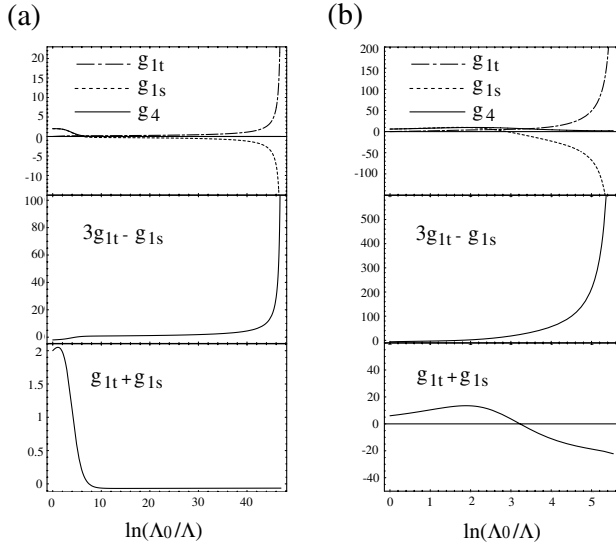 (a)
20
15
10
5
0
-5
-10
g1t
g1s
g4
100
80
60
40
20
0
3g1t - g1s
2
1.5
1
0.5
0
g1t + g1s
0 10 20 30 40
ln(Λ0/Λ)
(b)
200
150
100
50
0
-50
-100
g1t
g1s
g4
500
400
300
200
100
0
3g1t - g1s
40
20
0
-20
-40
g1t + g1s
0 1 2 3 4 5
ln(Λ0/Λ)